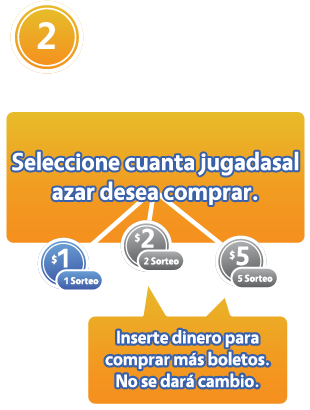 2
Seleccione cuanta jugadasal
azar desea comprar.
$1
1 Sorteo
$2
2 Sorteo
$5
5 Sorteo
Inserte dinero para
comprar más boletos.
No se dará cambio.